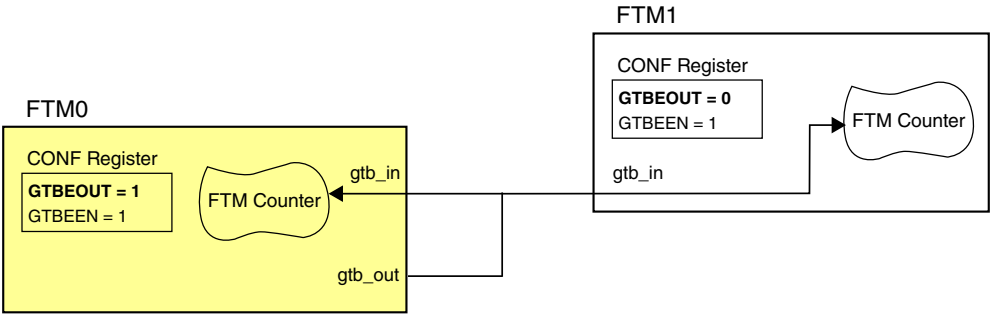 FTM1
CONF Register
GTBEOUT = 0
GTBEEN = 1
FTM Counter
gtb_in
FTM0
CONF Register
GTBEOUT = 1
GTBEEN = 1
FTM Counter
gtb_in
gtb_out